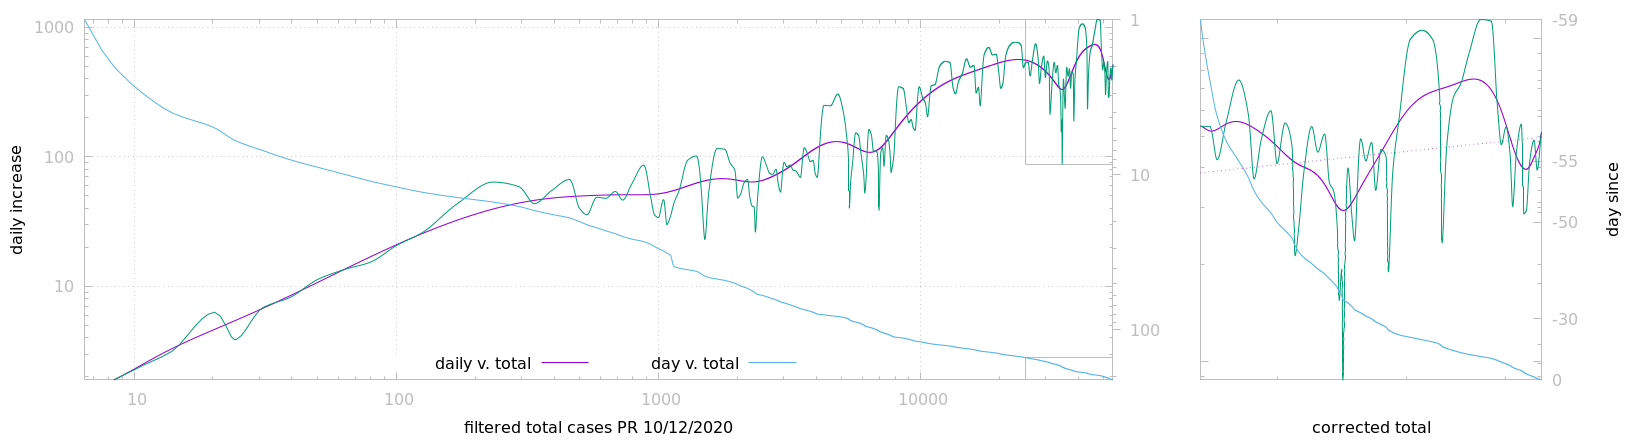 1000
100
10
daily increase
10
100
1000
10000
filtered total cases PR 10/12/2020
daily v. total
day v. total
1
10
100
-59
-55
-50
-30
0
day since
corrected total